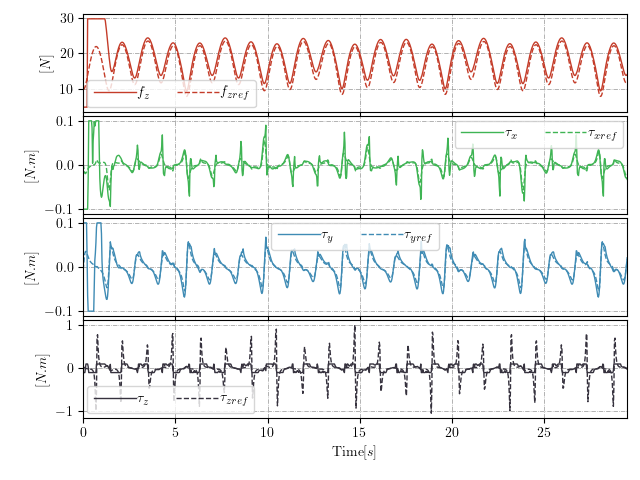 30
20
10
[N]
f_z f_zref
0.1
0.0
−0.1
[N.m]
τ_x τ_xref
0.1
0.0
−0.1
[N.m]
τ_y τ_yref
1
0
−1
[N.m]
τ_z τ_zref
0 5 10 15 20 25
Time[s]